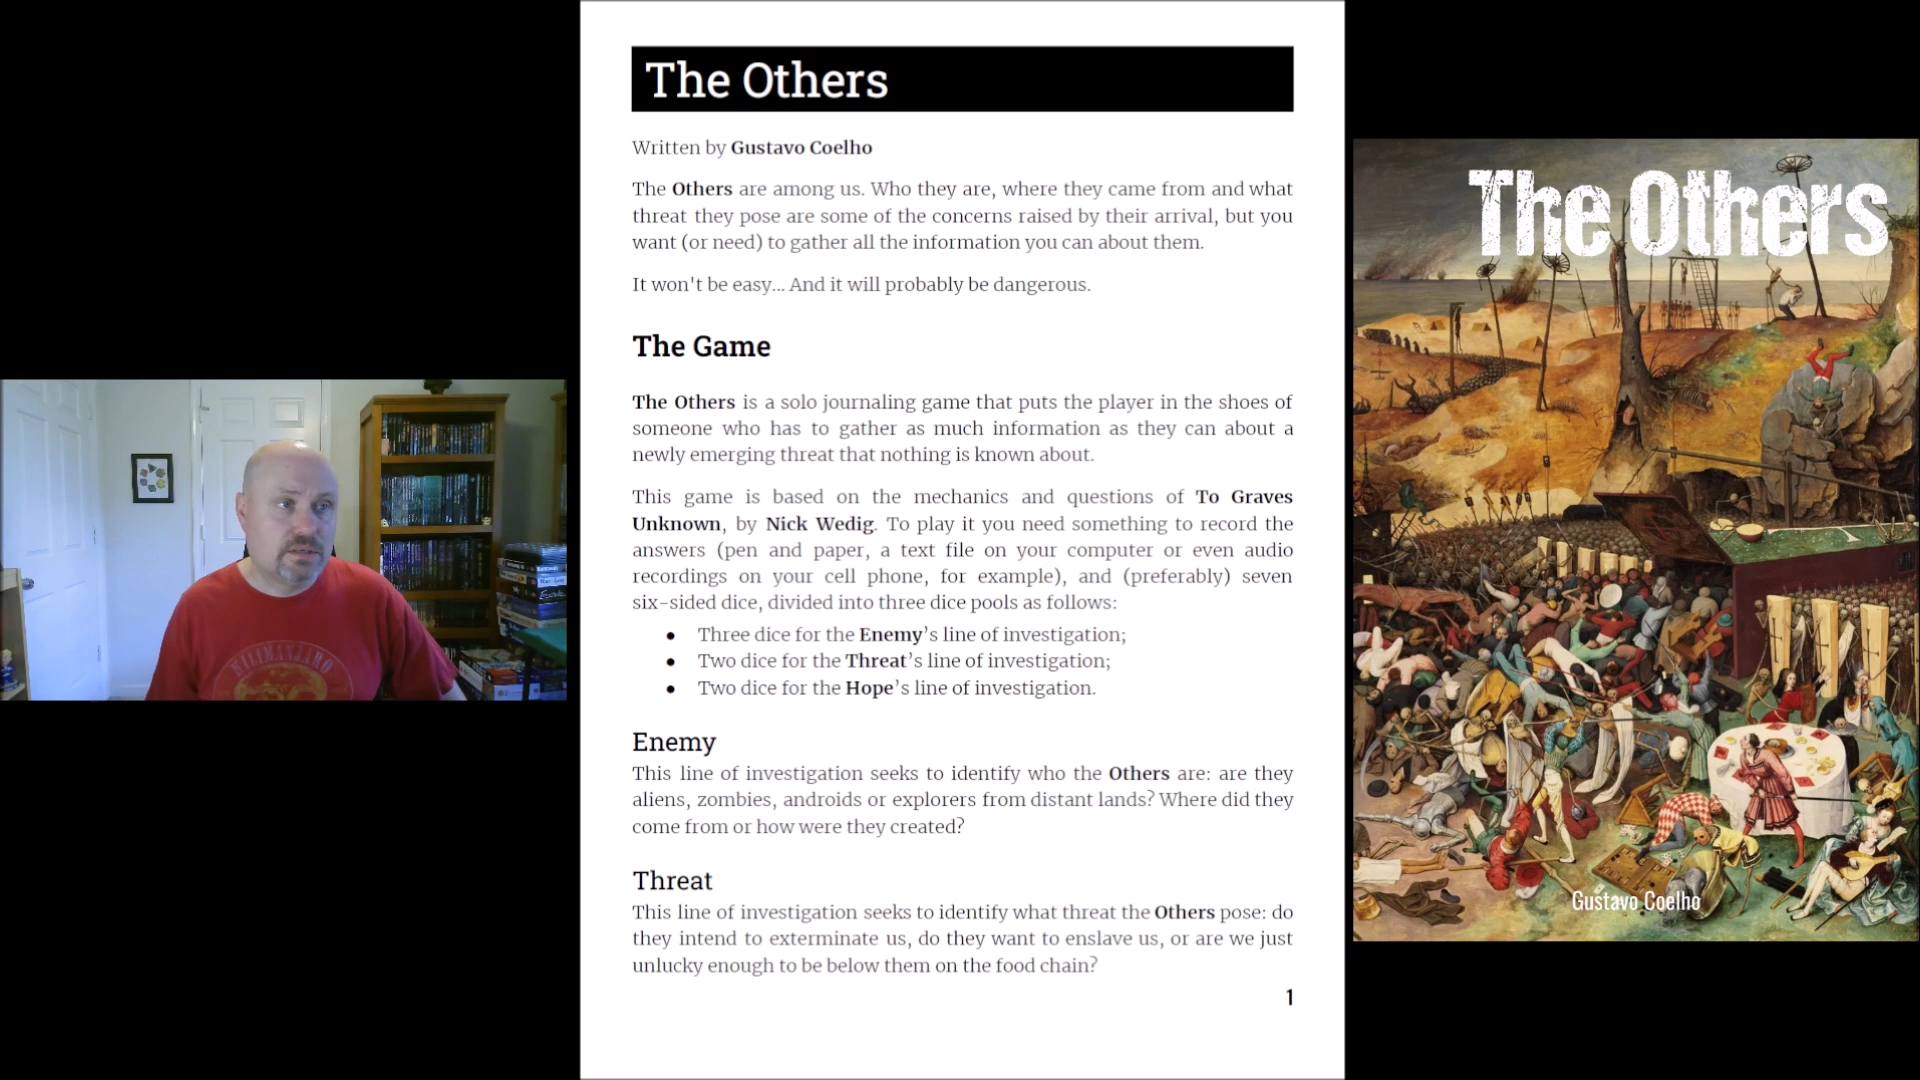 The Others
Written by Gustavo Coelho
The Others are among us. Who they are, where they came from and what
threat they pose are some of the concerns raised by their arrival, but you
want (or need) to gather all the information you can about them.
It won't be easy... And it will probably be dangerous.
The Game
The Others is a solo journaling game that puts the player in the shoes of
someone who has to gather as much information as they can about a
newly emerging threat that nothing is known about.
This game is based on the mechanics and questions of To Graves
Unknown, by Nick Wedig. To play it you need something to record the
answers (pen and paper, a text file on your computer or even audio
recordings on your cell phone, for example), and (preferably) seven
six-sided dice, divided into three dice pools as follows:
● Three dice for the Enemy’s line of investigation;
● Two dice for the Threat’s line of investigation;
● Two dice for the Hope’s line of investigation.
Enemy
This line of investigation seeks to identify who the Others are: are they
aliens, zombies, androids or explorers from distant lands? Where did they
come from or how were they created?
Threat
This line of investigation seeks to identify what threat the Others pose: do
they intend to exterminate us, do they want to enslave us, or are we just
unlucky enough to be below them on the food chain?
1
The Others
Gustavo Coelho
KILIMANJARO